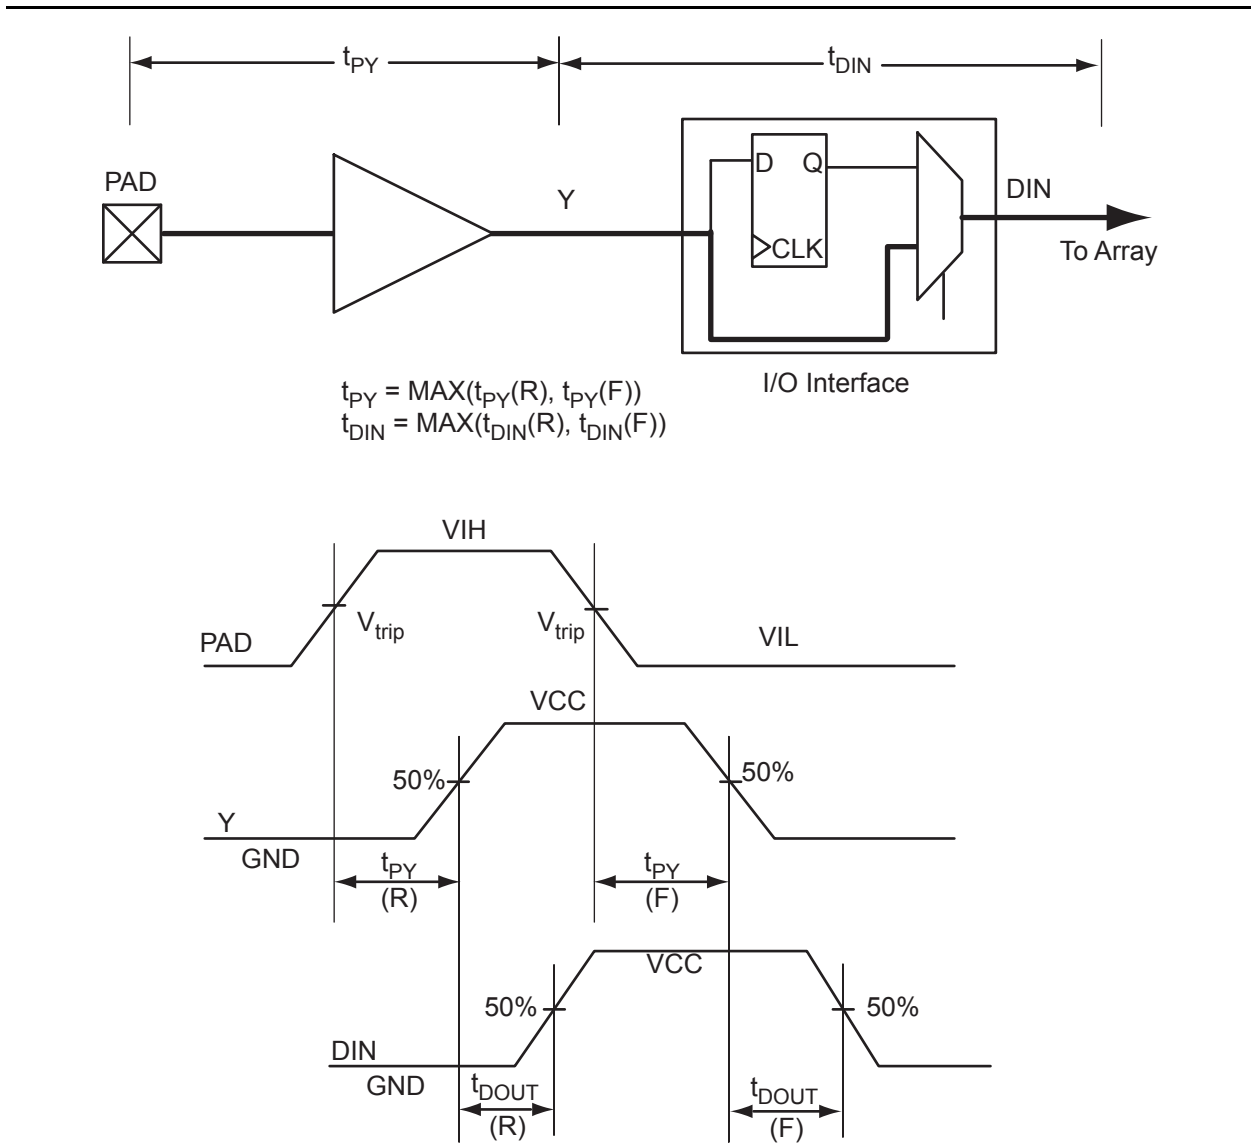 tPY
tDIN
PAD
Y
D Q
CLK
DIN
To Array
I/O Interface
tPY = MAX(tPY(R), tPY(F))
tDIN = MAX(tDIN(R), tDIN(F))
VIH
Vtrip
Vtrip
PAD
VIL
VCC
50%
50%
Y
GND
tPY
(R)
tPY
(F)
VCC
50%
50%
DIN
GND
tDOUT
(R)
tDOUT
(F)